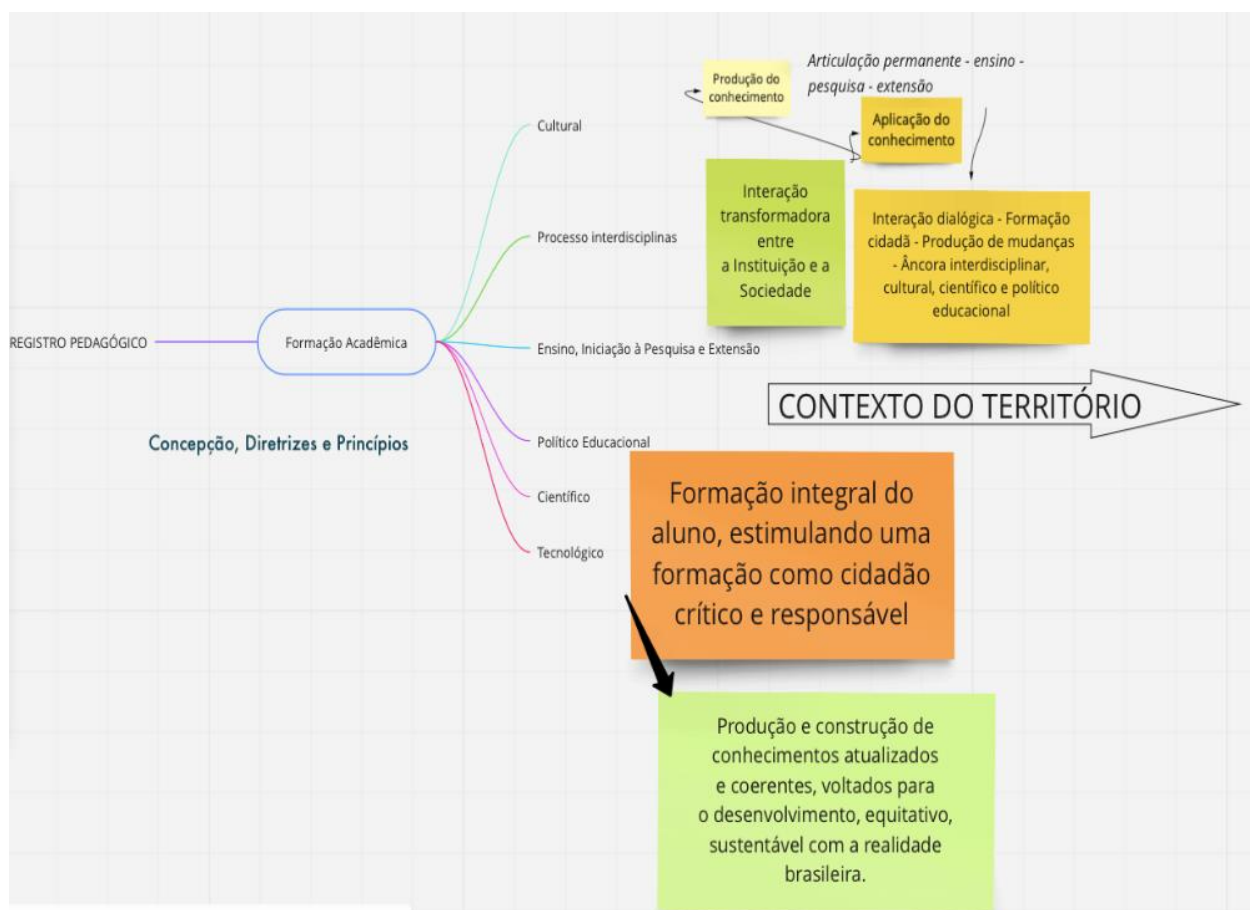 Articulação permanente - ensino -
pesquisa - extensão
Produção do
conhecimento
Aplicação do
conhecimento
Cultural
Interação
transformadora
entre
a Instituição e a
Sociedade
Interação dialógica - Formação
cidadã - Produção de mudanças
- Âncora interdisciplinar,
cultural, científico e político
educacional
Processo interdisciplinas
REGISTRO PEDAGÓGICO
Formação Acadêmica
Ensino, Iniciação à Pesquisa e Extensão
CONTEXTO DO TERRITÓRIO
Concepção, Diretrizes e Princípios
Político Educacional
Científico
Tecnológico
Formação integral do
aluno, estimulando uma
formação como cidadão
crítico e responsável
Produção e construção de
conhecimentos atualizados
e coerentes, voltados para
o desenvolvimento, equitativo,
sustentável com a realidade
brasileira.